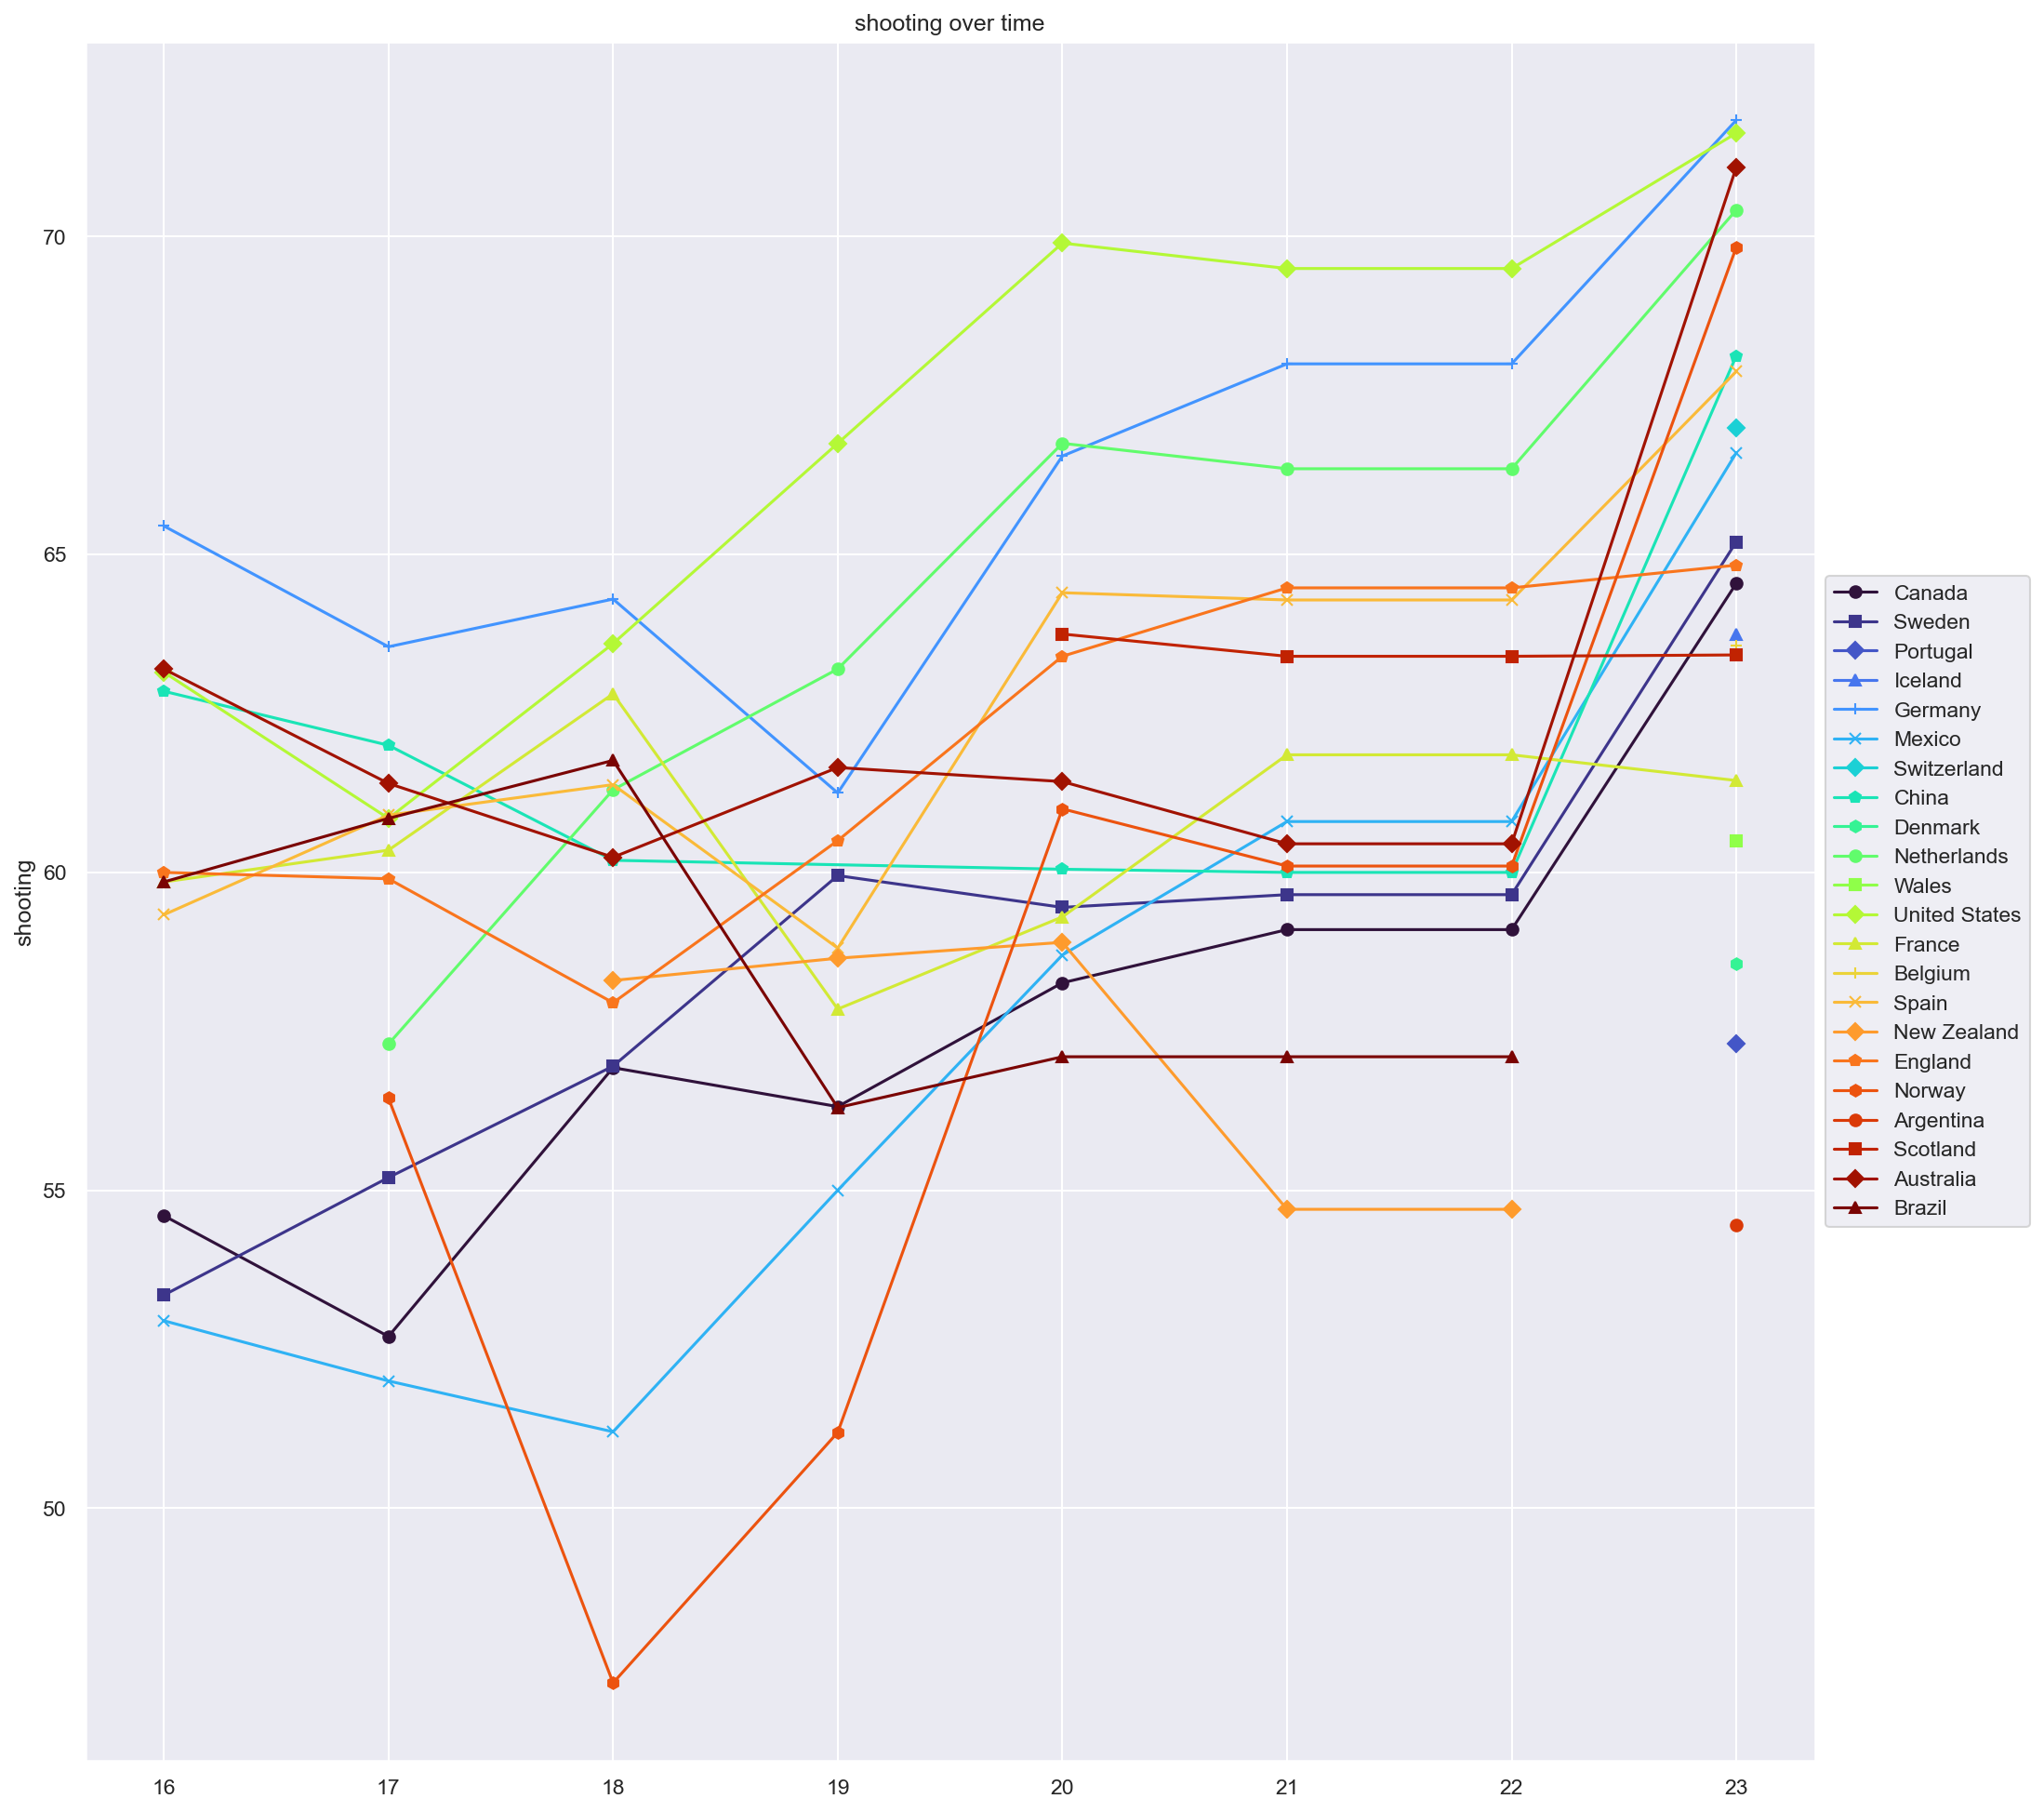 shooting over time
shooting
70
65
60
55
50
16 17 18 19 20 21 22 23
Canada
Sweden
Portugal
Iceland
Germany
Mexico
Switzerland
China
Denmark
Netherlands
Wales
United States
France
Belgium
Spain
New Zealand
England
Norway
Argentina
Scotland
Australia
Brazil